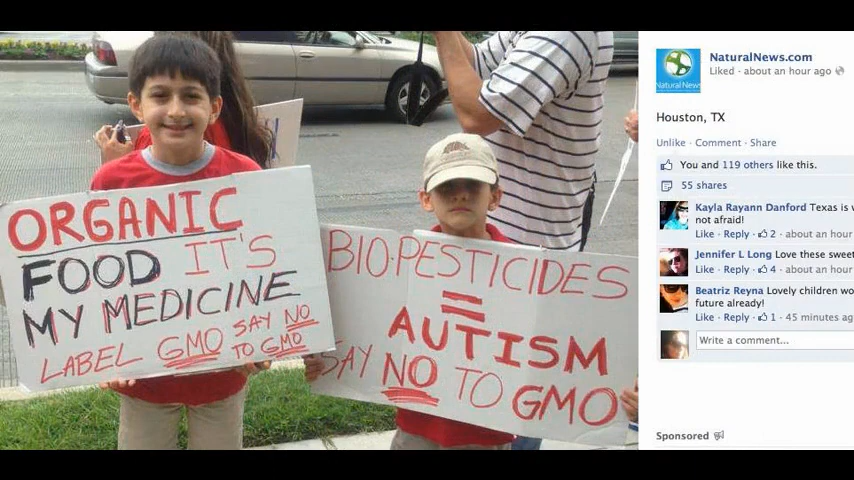 ORGANIC
FOOD IT'S
MY MEDICINE
LABEL GMO SAY NO
TO GMO
BIO-PESTICIDES
=
AUTISM
SAY NO TO GMO
NaturalNews.com
Liked · about an hour ago
Natural News
Houston, TX
Unlike · Comment · Share
You and 119 others like this.
55 shares
Kayla Rayann Danford Texas is
not afraid!
Like · Reply · 2 · about an hour
Jennifer L Long Love these sweet
Like · Reply · 4 · about an hour
Beatriz Reyna Lovely children wo
future already!
Like · Reply · 1 · 45 minutes ag
Write a comment...
Sponsored